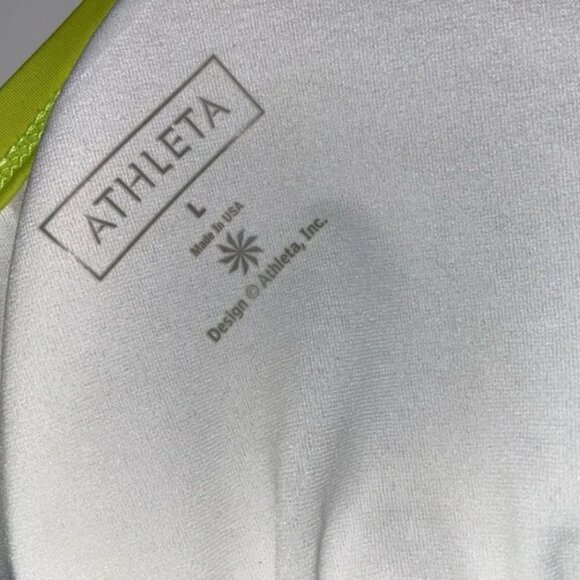 ATHLETA
L
Made In USA
Design © Athleta, Inc.